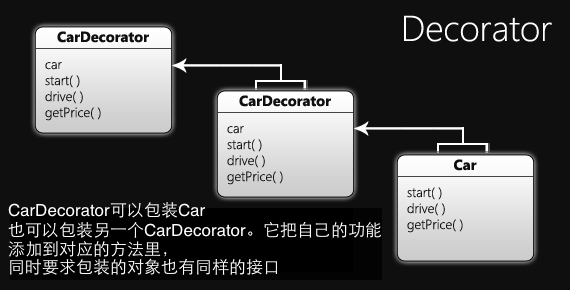 Decorator
CarDecorator
car
start( )
drive( )
getPrice( )
CarDecorator
car
start( )
drive( )
getPrice( )
Car
start( )
drive( )
getPrice( )
CarDecorator可以包装Car
也可以包装另一个CarDecorator。它把自己的功能
添加到对应的方法里，
同时要求包装的对象也有同样的接口